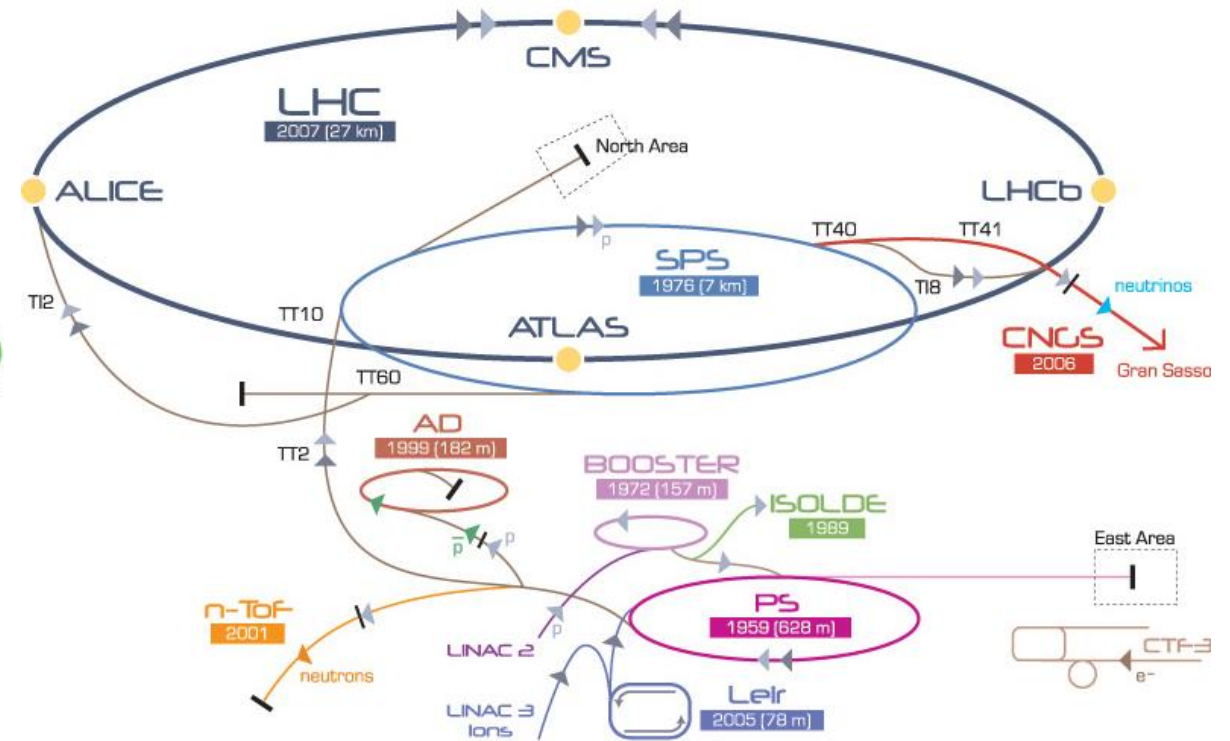 CMS
LHC
2007 (27 km)
North Area
ALICE
LHCb
TT40
TT41
SPS
1976 (7 km)
p
TI8
neutrinos
TI2
TT10
ATLAS
CNGS
2006
Gran Sasso
TT60
AD
1999 (182 m)
TT2
BOOSTER
1972 (157 m)
ISOLDE
1989
p̅
p
East Area
n-ToF
2001
neutrons
LINAC 2
p
PS
1959 (628 m)
CTF-3
e-
LINAC 3
Ions
Leir
2005 (78 m)